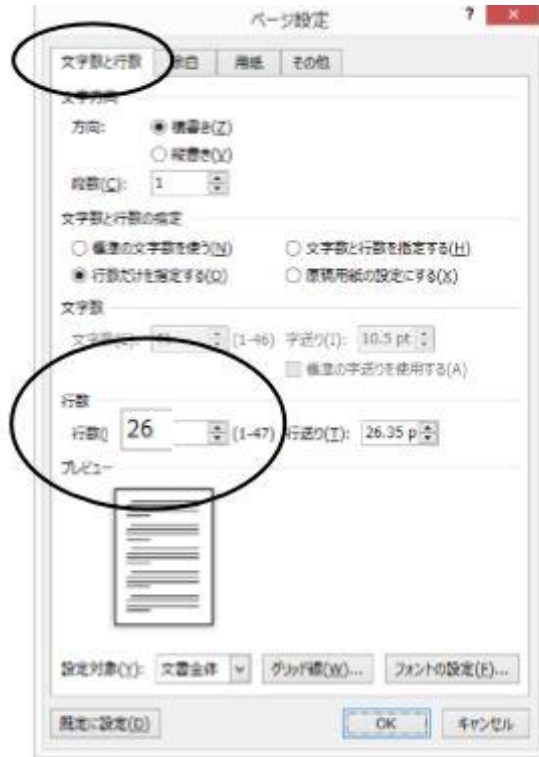 ページ設定 ? ×
文字数と行数 余白 用紙 その他
文字方向
方向: 横書き(Z)
縦書き(V)
段数(C): 1
文字数と行数の指定
標準の文字数を使う(N) 文字数と行数を指定する(H)
行数だけを指定する(O) 原稿用紙の設定にする(X)
文字数
文字数(E): (1-46) 字送り(I): 10.5 pt
標準の字送りを使用する(A)
行数
行数( 26 (1-47) 行送り(T): 26.35 p
プレビュー
設定対象(Y): 文書全体 グリッド線(W)... フォントの設定(F)...
既定に設定(D) OK キャンセル